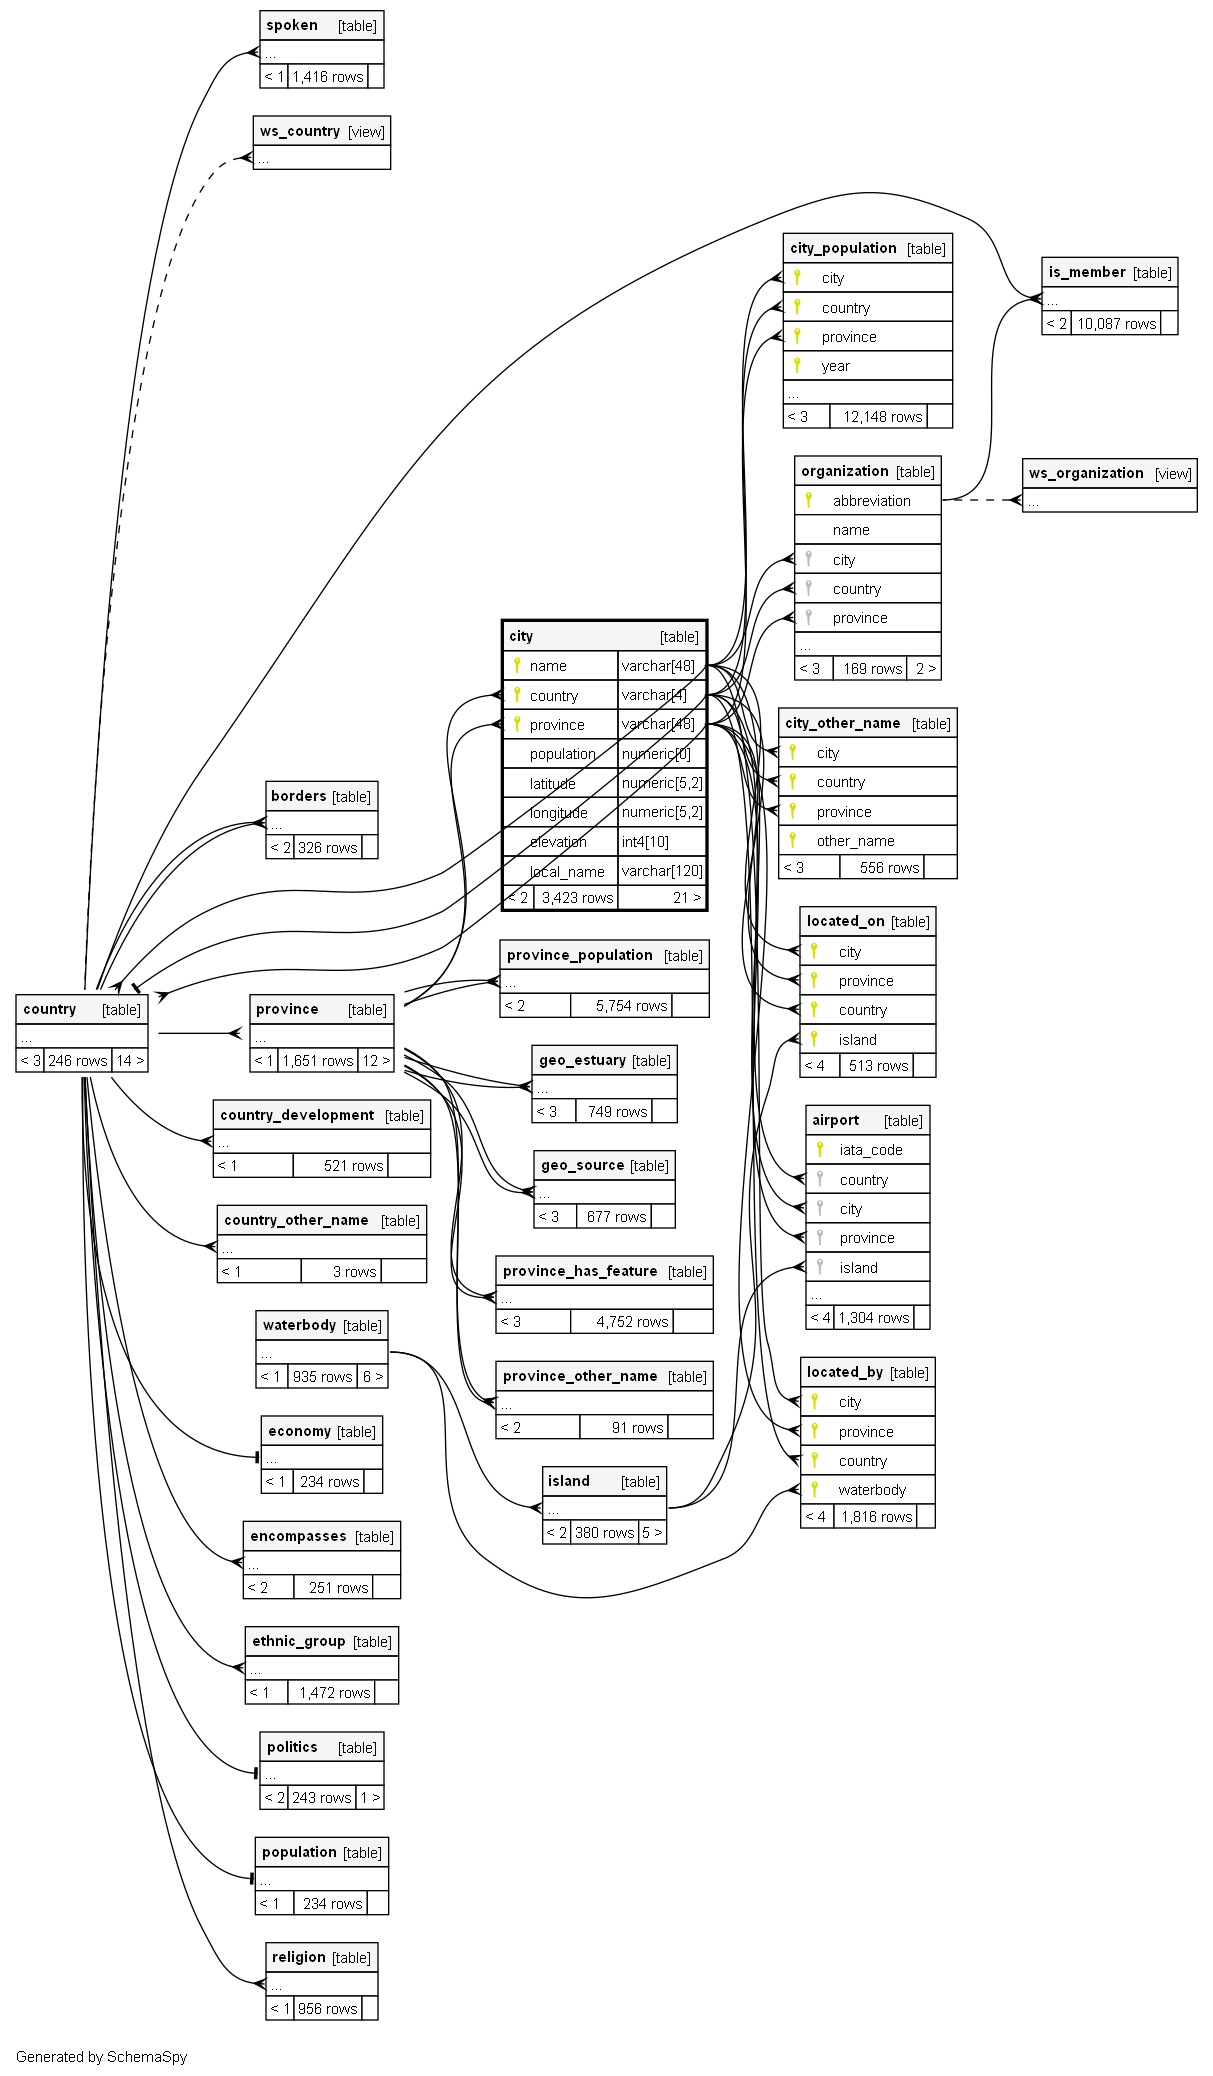 spoken [table]
...
< 1 1,416 rows
ws_country [view]
...
city_population [table]
city
country
province
year
...
< 3 12,148 rows
is_member [table]
...
< 2 10,087 rows
organization [table]
abbreviation
name
city
country
province
...
< 3 169 rows 2 >
ws_organization [view]
...
city [table]
name varchar[48]
country varchar[4]
province varchar[48]
population numeric[0]
latitude numeric[5,2]
longitude numeric[5,2]
elevation int4[10]
local_name varchar[120]
< 2 3,423 rows 21 >
city_other_name [table]
city
country
province
other_name
< 3 556 rows
borders [table]
...
< 2 326 rows
located_on [table]
city
province
country
island
< 4 513 rows
province_population [table]
...
< 2 5,754 rows
country [table]
...
< 3 246 rows 14 >
province [table]
...
< 1 1,651 rows 12 >
geo_estuary [table]
...
< 3 749 rows
country_development [table]
...
< 1 521 rows
airport [table]
iata_code
country
city
province
island
...
< 4 1,304 rows
geo_source [table]
...
< 3 677 rows
country_other_name [table]
...
< 1 3 rows
province_has_feature [table]
...
< 3 4,752 rows
waterbody [table]
...
< 1 935 rows 6 >
province_other_name [table]
...
< 2 91 rows
located_by [table]
city
province
country
waterbody
< 4 1,816 rows
economy [table]
...
< 1 234 rows
island [table]
...
< 2 380 rows 5 >
encompasses [table]
...
< 2 251 rows
ethnic_group [table]
...
< 1 1,472 rows
politics [table]
...
< 2 243 rows 1 >
population [table]
...
< 1 234 rows
religion [table]
...
< 1 956 rows
Generated by SchemaSpy